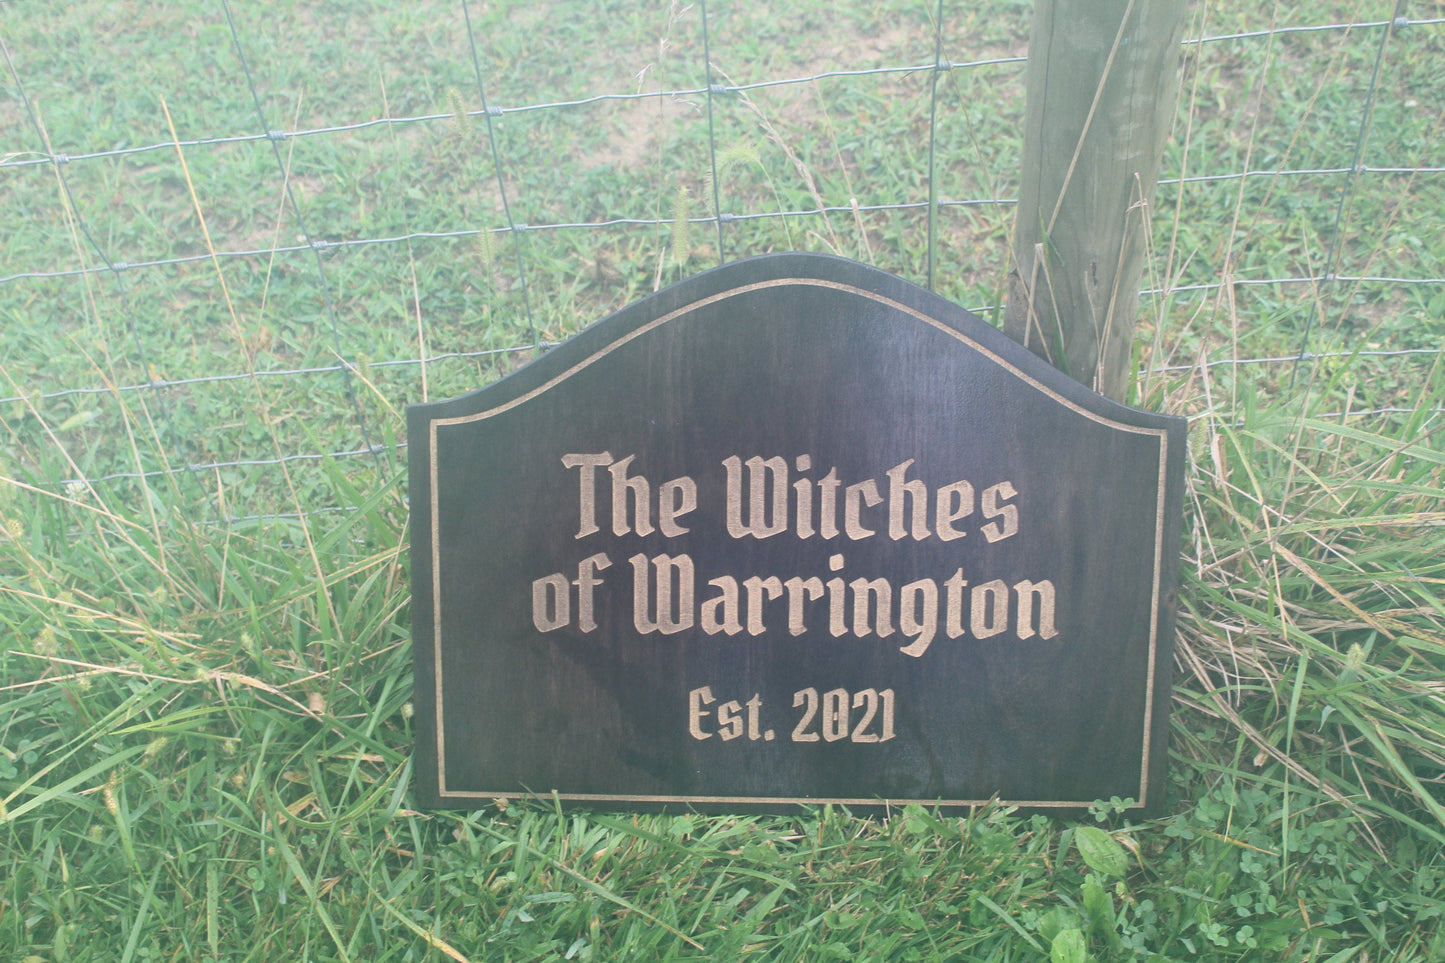 The Witches
of Warrington
Est. 2021